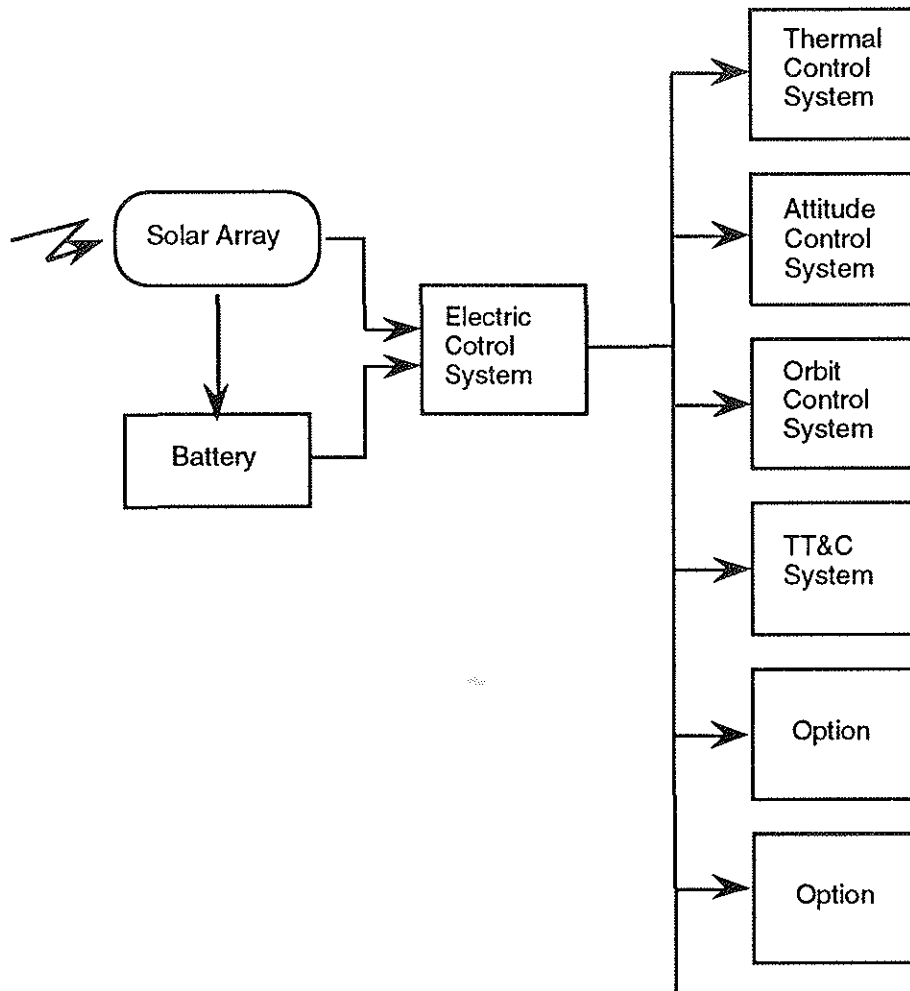 Thermal
Control
System
Solar Array
Attitude
Control
System
Electric
Cotrol
System
Orbit
Control
System
Battery
TT&C
System
Option
Option